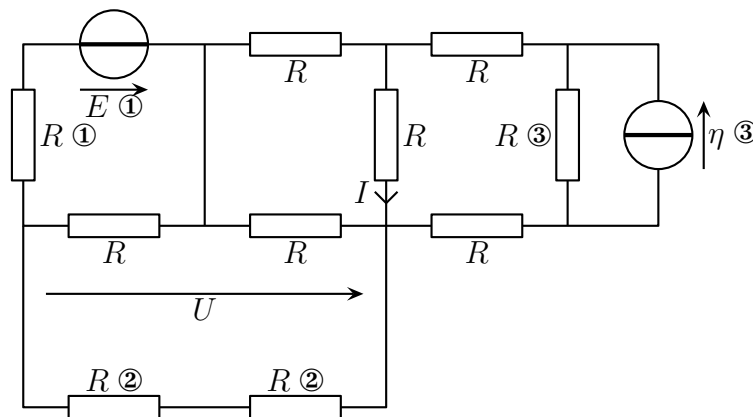 R R
E ①
R ① R R ③ η ③
I
R R R
U
R ② R ②